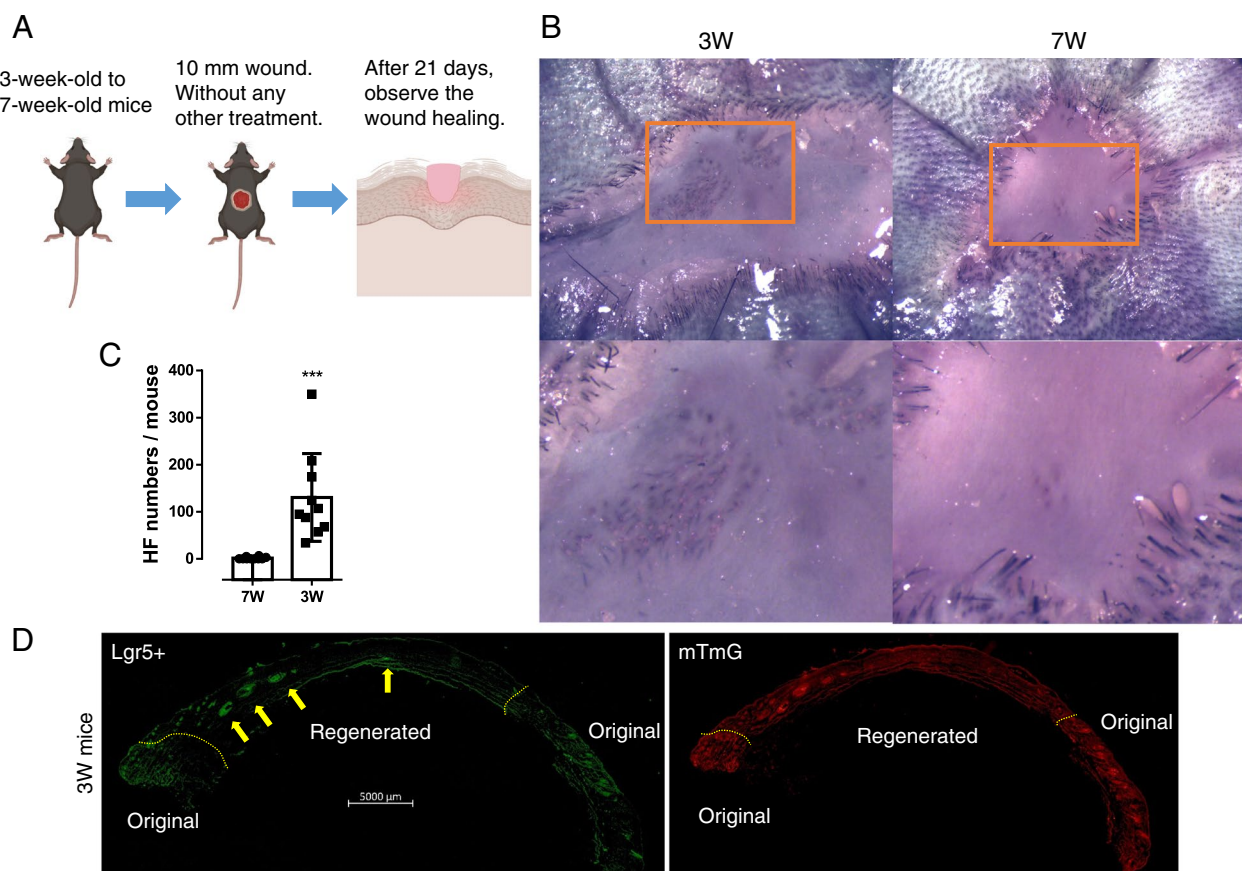 A
3-week-old to
7-week-old mice
10 mm wound.
Without any
other treatment.
After 21 days,
observe the
wound healing.
B
3W
7W
C
HF numbers / mouse
400
300
200
100
0
***
7W
3W
D
3W mice
Lgr5+
Regenerated
Original
Original
5000 µm
mTmG
Regenerated
Original
Original